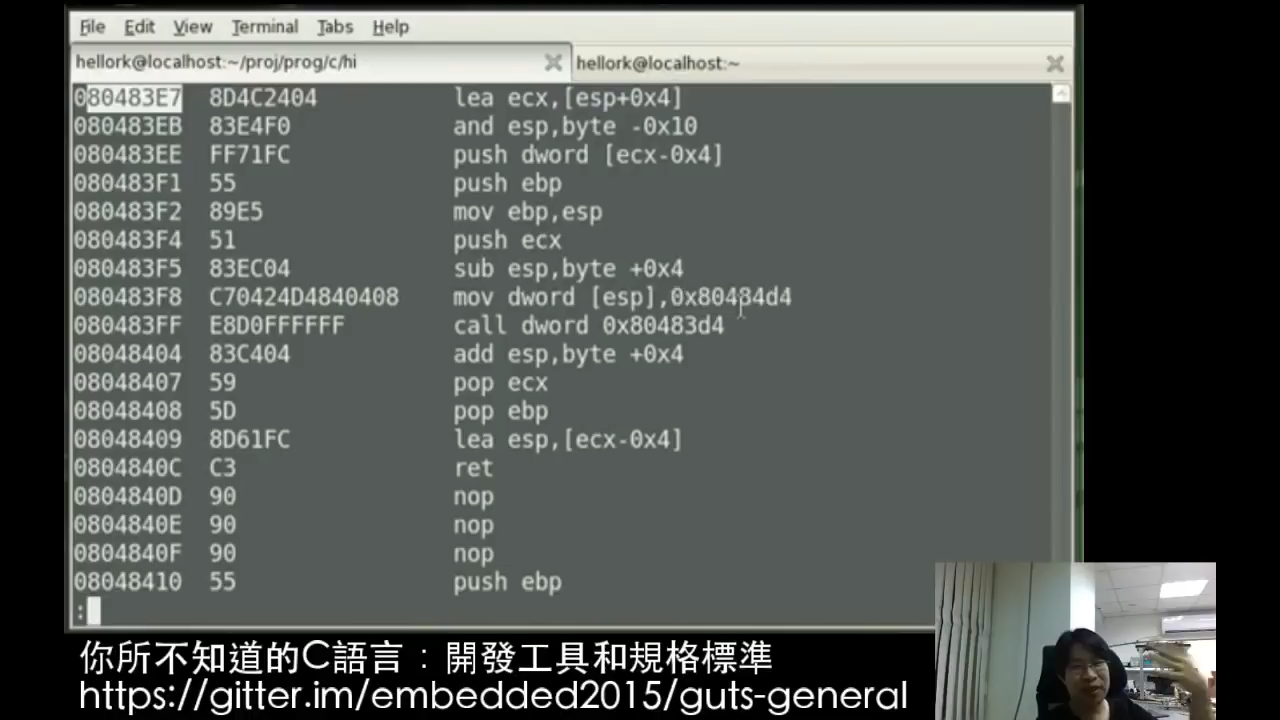 File Edit View Terminal Tabs Help
hellork@localhost:~/proj/prog/c/hi hellork@localhost:~
080483E7 8D4C2404 lea ecx,[esp+0x4]
080483EB 83E4F0 and esp,byte -0x10
080483EE FF71FC push dword [ecx-0x4]
080483F1 55 push ebp
080483F2 89E5 mov ebp,esp
080483F4 51 push ecx
080483F5 83EC04 sub esp,byte +0x4
080483F8 C70424D4840408 mov dword [esp],0x80484d4
080483FF E8D0FFFFFF call dword 0x80483d4
08048404 83C404 add esp,byte +0x4
08048407 59 pop ecx
08048408 5D pop ebp
08048409 8D61FC lea esp,[ecx-0x4]
0804840C C3 ret
0804840D 90 nop
0804840E 90 nop
0804840F 90 nop
08048410 55 push ebp
:
你所不知道的C語言：開發工具和規格標準
https://gitter.im/embedded2015/guts-general